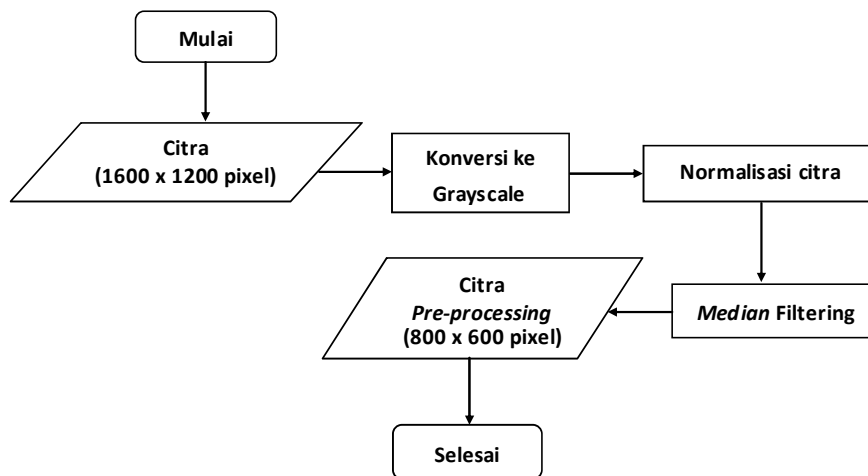 Mulai
Citra
(1600 x 1200 pixel)
Konversi ke
Grayscale
Normalisasi citra
Median Filtering
Citra
Pre-processing
(800 x 600 pixel)
Selesai